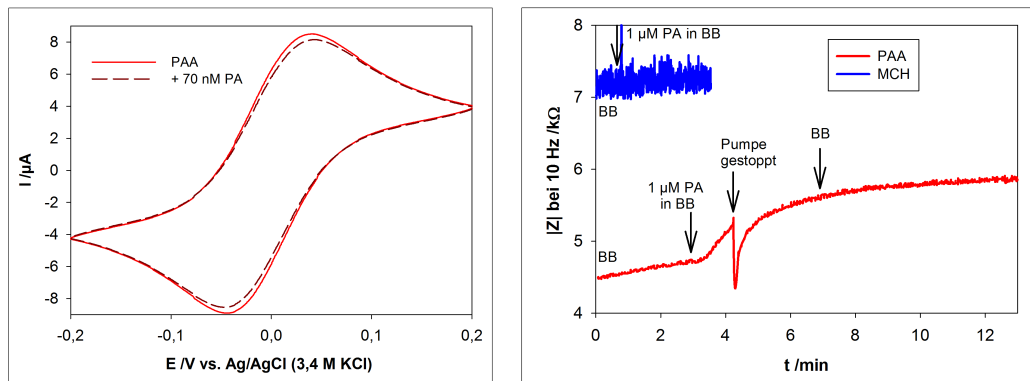 8
6
4
2
0
-2
-4
-6
-8
I /µA
PAA
+ 70 nM PA
-0,2
-0,1
0,0
0,1
0,2
E /V vs. Ag/AgCl (3,4 M KCl)
8
7
6
5
4
|Z| bei 10 Hz /kΩ
1 µM PA in BB
BB
PAA
MCH
Pumpe
gestoppt
BB
1 µM PA
in BB
BB
0
2
4
6
8
10
12
t /min